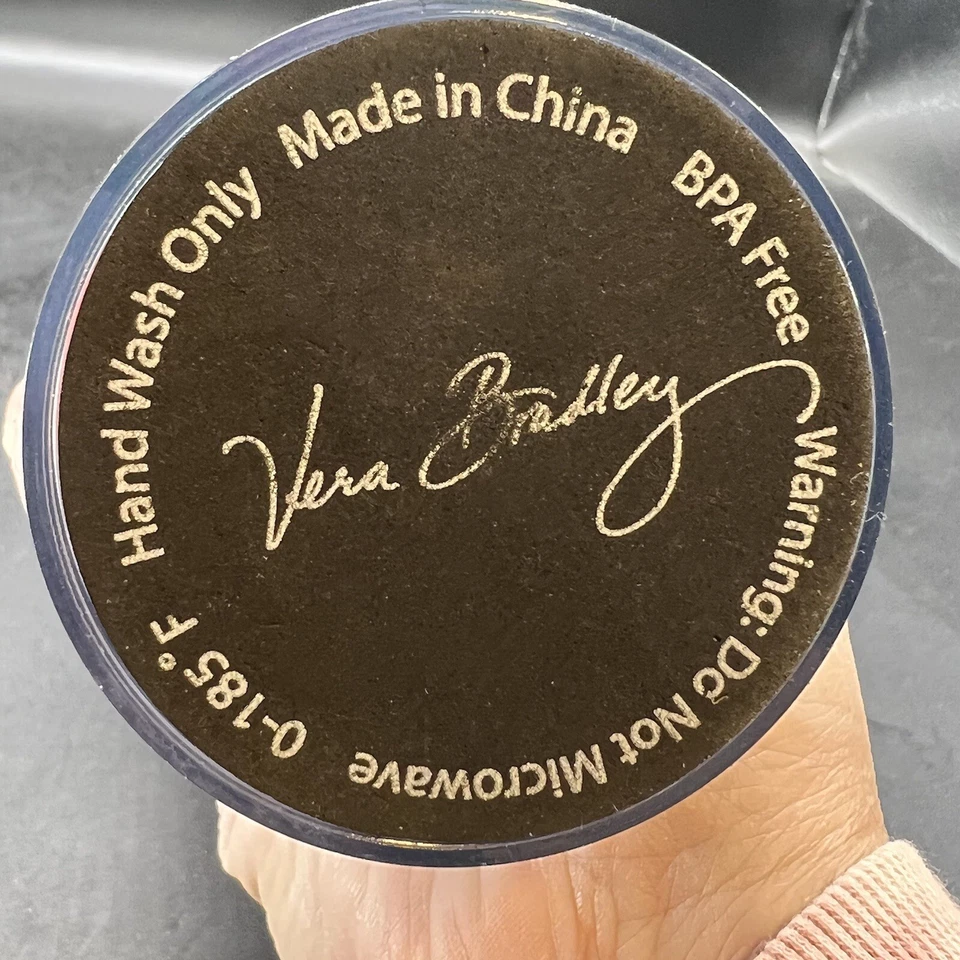 Made in China
BPA Free
Warning: Do Not Microwave
0-185°F
Hand Wash Only
Vera Bradley